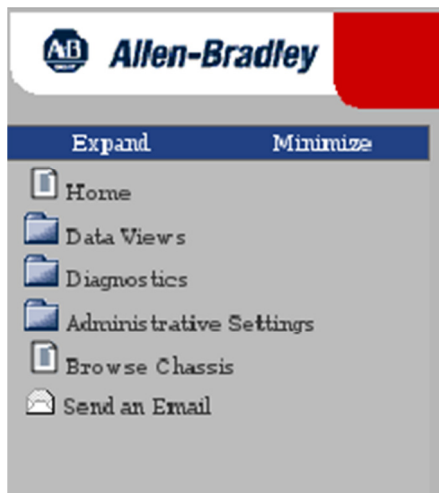 AB Allen-Bradley
Expand Minimize
Home
Data Views
Diagnostics
Administrative Settings
Browse Chassis
Send an Email